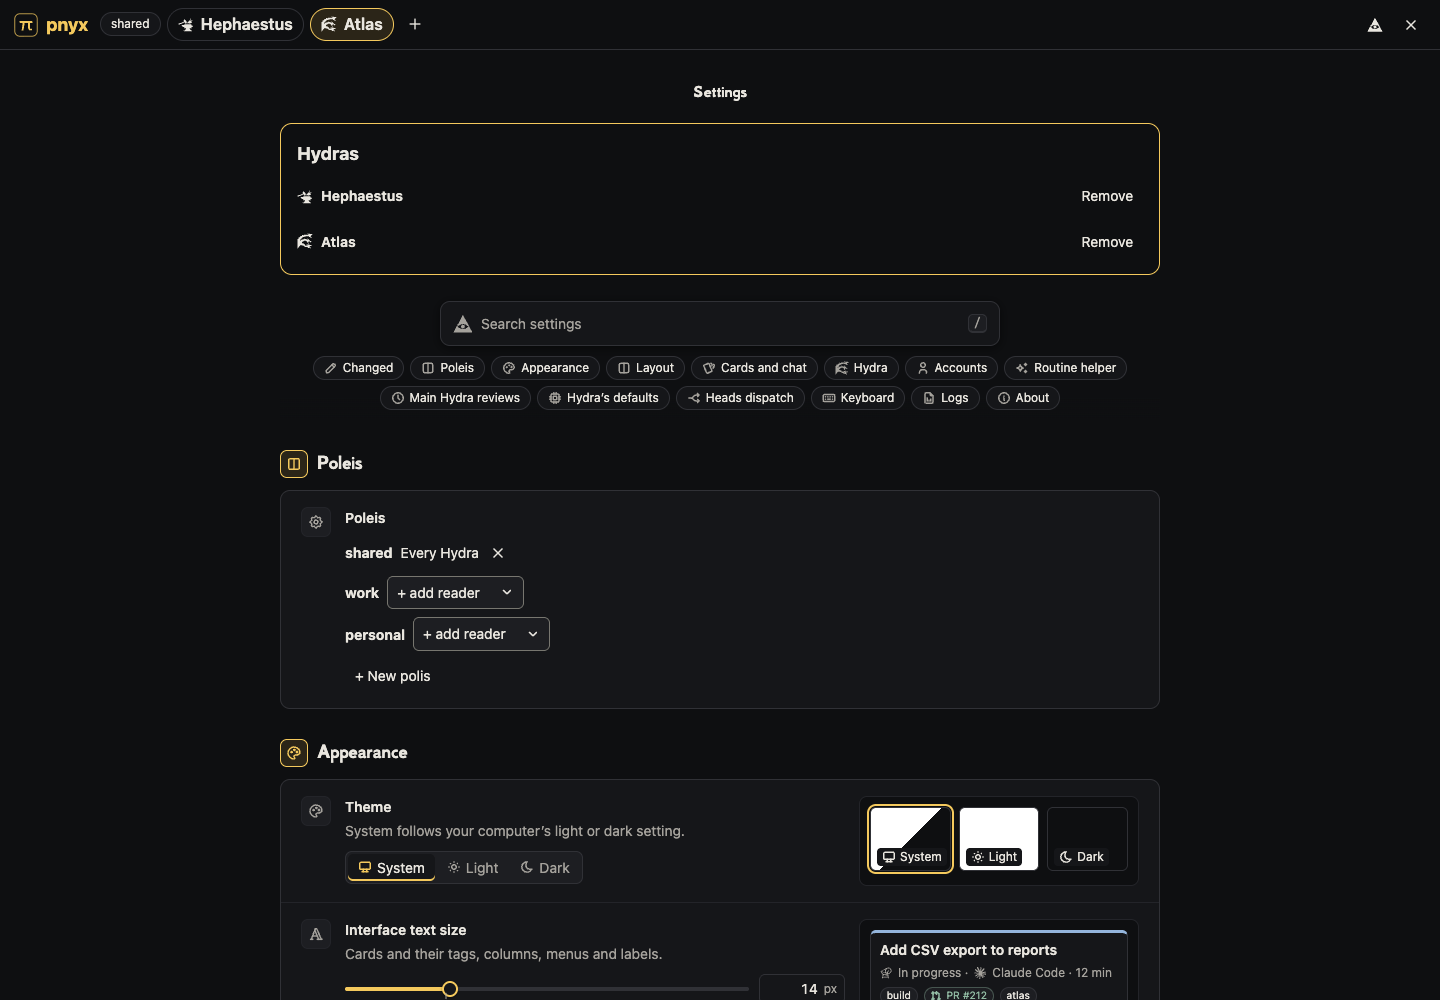 π pnyx shared Hephaestus Atlas +
Settings
Hydras
Hephaestus Remove
Atlas Remove
Search settings /
Changed Poleis Appearance Layout Cards and chat Hydra Accounts Routine helper
Main Hydra reviews Hydra’s defaults Heads dispatch Keyboard Logs About
Poleis
Poleis
shared Every Hydra
work + add reader
personal + add reader
+ New polis
Appearance
Theme
System follows your computer’s light or dark setting.
System Light Dark
System Light Dark
Interface text size
Cards and their tags, columns, menus and labels.
14 px
Add CSV export to reports
In progress · Claude Code · 12 min
build PR #212 atlas